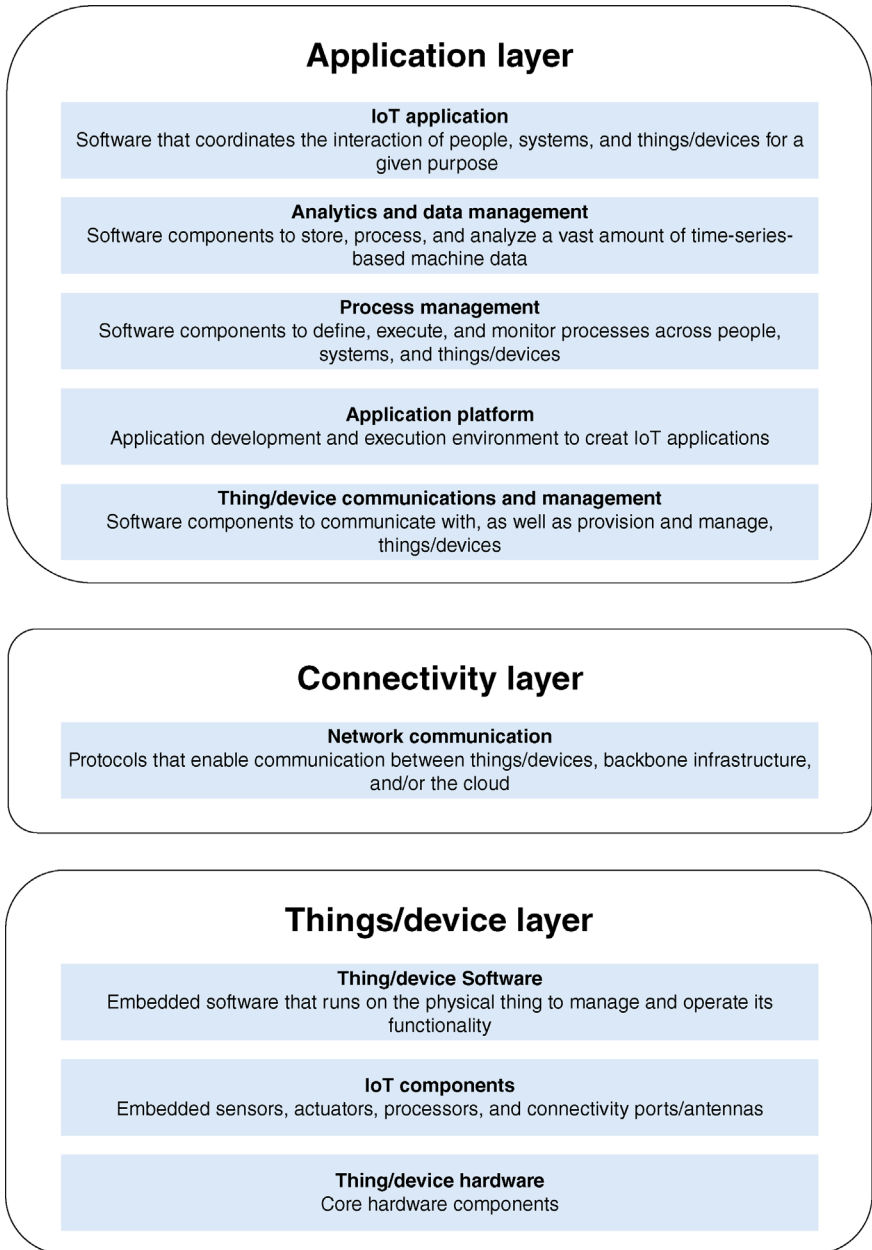 Application layer
IoT application
Software that coordinates the interaction of people, systems, and things/devices for a
given purpose
Analytics and data management
Software components to store, process, and analyze a vast amount of time-series-
based machine data
Process management
Software components to define, execute, and monitor processes across people,
systems, and things/devices
Application platform
Application development and execution environment to creat IoT applications
Thing/device communications and management
Software components to communicate with, as well as provision and manage,
things/devices
Connectivity layer
Network communication
Protocols that enable communication between things/devices, backbone infrastructure,
and/or the cloud
Things/device layer
Thing/device Software
Embedded software that runs on the physical thing to manage and operate its
functionality
IoT components
Embedded sensors, actuators, processors, and connectivity ports/antennas
Thing/device hardware
Core hardware components